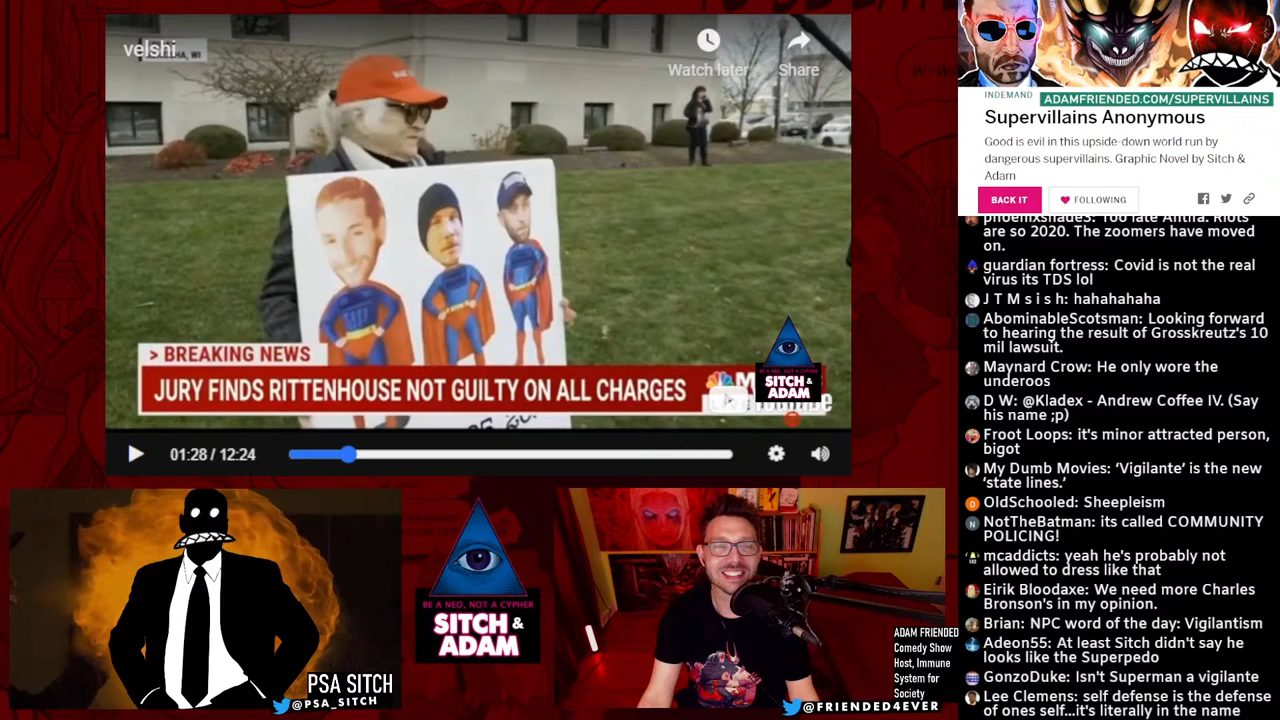 velshi
Watch later
Share
> BREAKING NEWS
JURY FINDS RITTENHOUSE NOT GUILTY ON ALL CHARGES
SITCH &
ADAM
01:28 / 12:24
PSA SITCH
@PSA_SITCH
BE A NEO, NOT A CYPHER
SITCH &
ADAM
ADAM FRIENDED
Comedy Show
Host, Immune
System for
Society
@FRIENDED4EVER
INDEMAND
ADAMFRIENDED.COM/SUPERVILLAINS
Supervillains Anonymous
Good is evil in this upside-down world run by
dangerous supervillains. Graphic Novel by Sitch &
Adam
BACK IT
FOLLOWING
phoenixshade3: Too late Antifa. Riots
are so 2020. The zoomers have moved
on.
guardian fortress: Covid is not the real
virus its TDS lol
J T M s i s h: hahahahaha
AbominableScotsman: Looking forward
to hearing the result of Grosskreutz's 10
mil lawsuit.
Maynard Crow: He only wore the
underoos
D W: @Kladex - Andrew Coffee IV. (Say
his name ;p)
Froot Loops: it's minor attracted person,
bigot
My Dumb Movies: ‘Vigilante’ is the new
‘state lines.’
OldSchooled: Sheepleism
NotTheBatman: its called COMMUNITY
POLICING!
mcaddicts: yeah he's probably not
allowed to dress like that
Eirik Bloodaxe: We need more Charles
Bronson's in my opinion.
Brian: NPC word of the day: Vigilantism
Adeon55: At least Sitch didn't say he
looks like the Superpedo
GonzoDuke: Isn't Superman a vigilante
Lee Clemens: self defense is the defense
of ones self...it's literally in the name